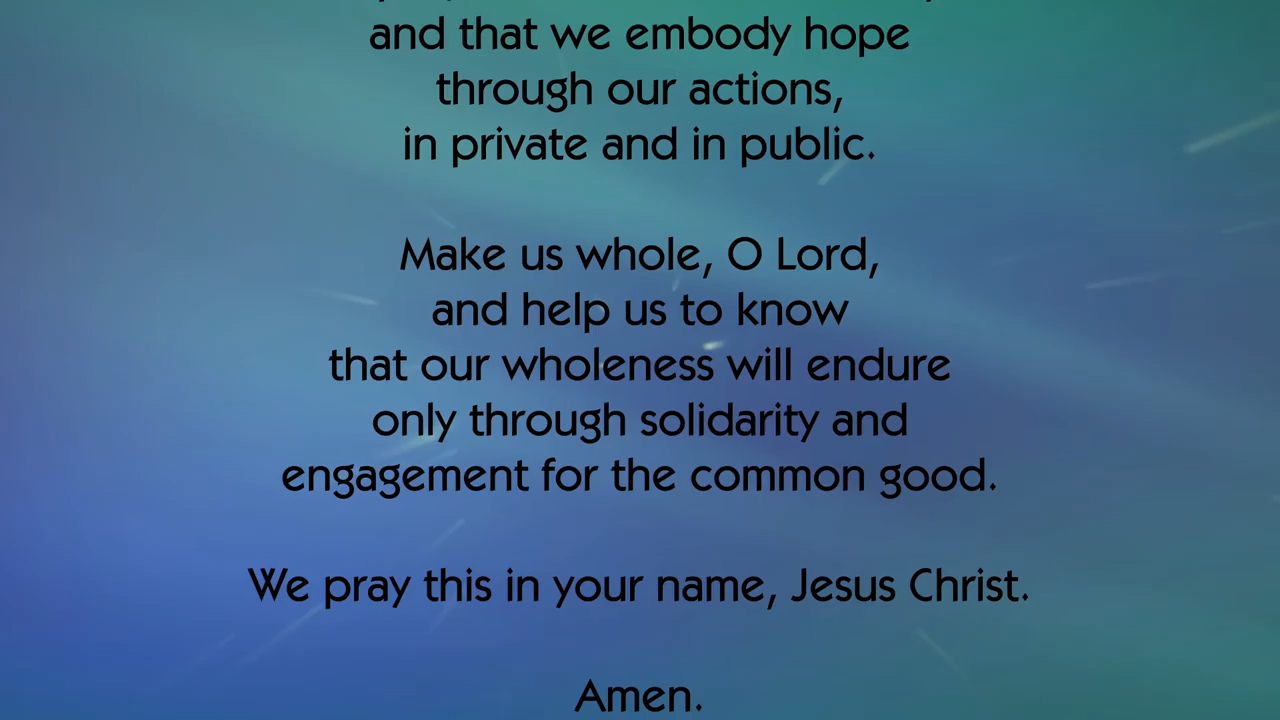 and that we embody hope
through our actions,
in private and in public.
Make us whole, O Lord,
and help us to know
that our wholeness will endure
only through solidarity and
engagement for the common good.
We pray this in your name, Jesus Christ.
Amen.